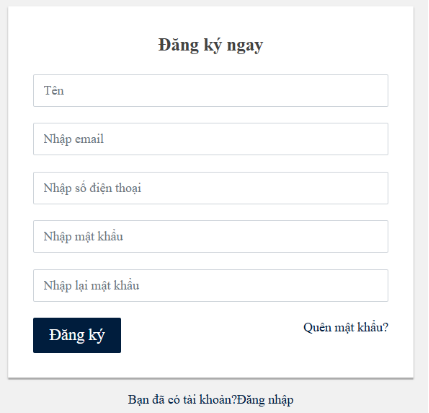 Đăng ký ngay
Tên
Nhập email
Nhập số điện thoại
Nhập mật khẩu
Nhập lại mật khẩu
Đăng ký
Quên mật khẩu?
Bạn đã có tài khoản?Đăng nhập